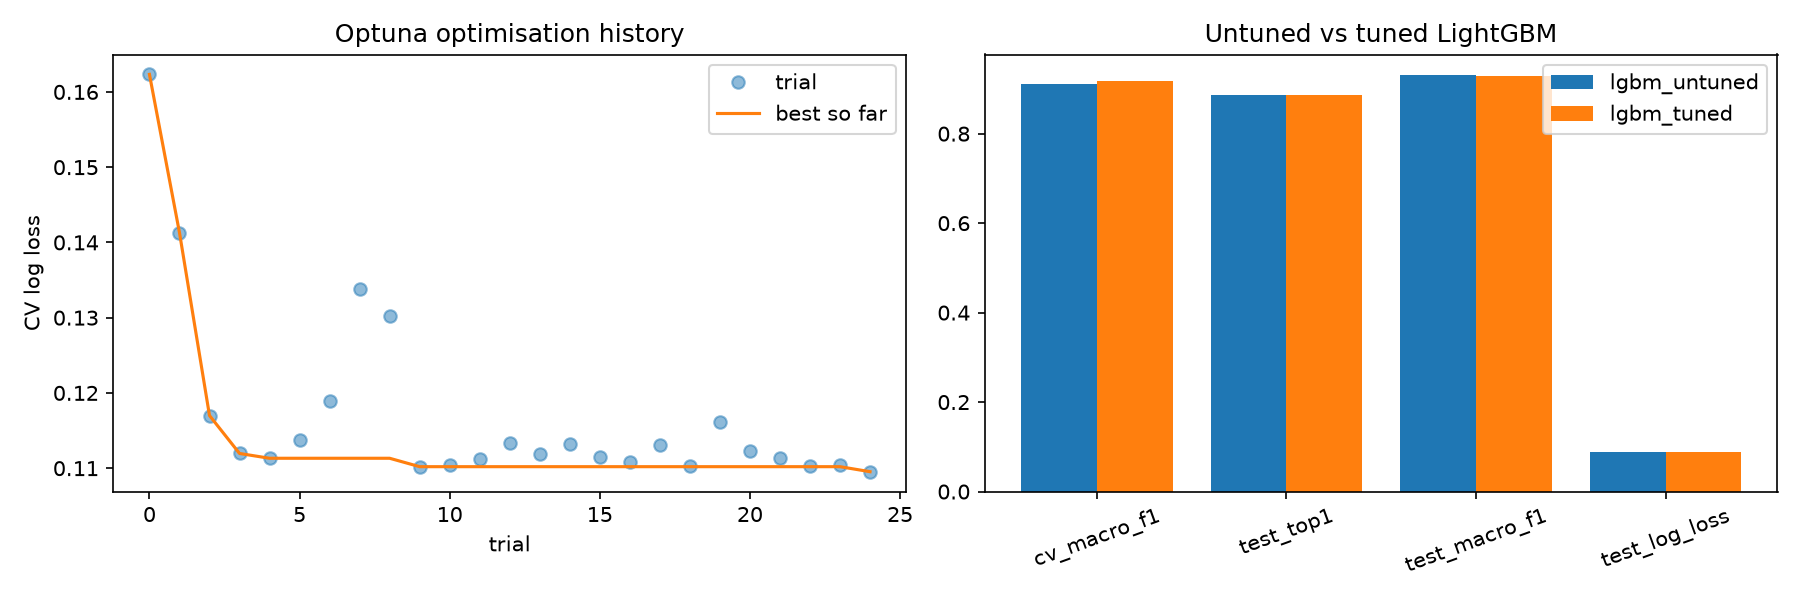 Optuna optimisation history
0.16
0.15
0.14
0.13
0.12
0.11
CV log loss
trial
best so far
0 5 10 15 20 25
trial
Untuned vs tuned LightGBM
lgbm_untuned
lgbm_tuned
0.8
0.6
0.4
0.2
0.0
cv_macro_f1
test_top1
test_macro_f1
test_log_loss